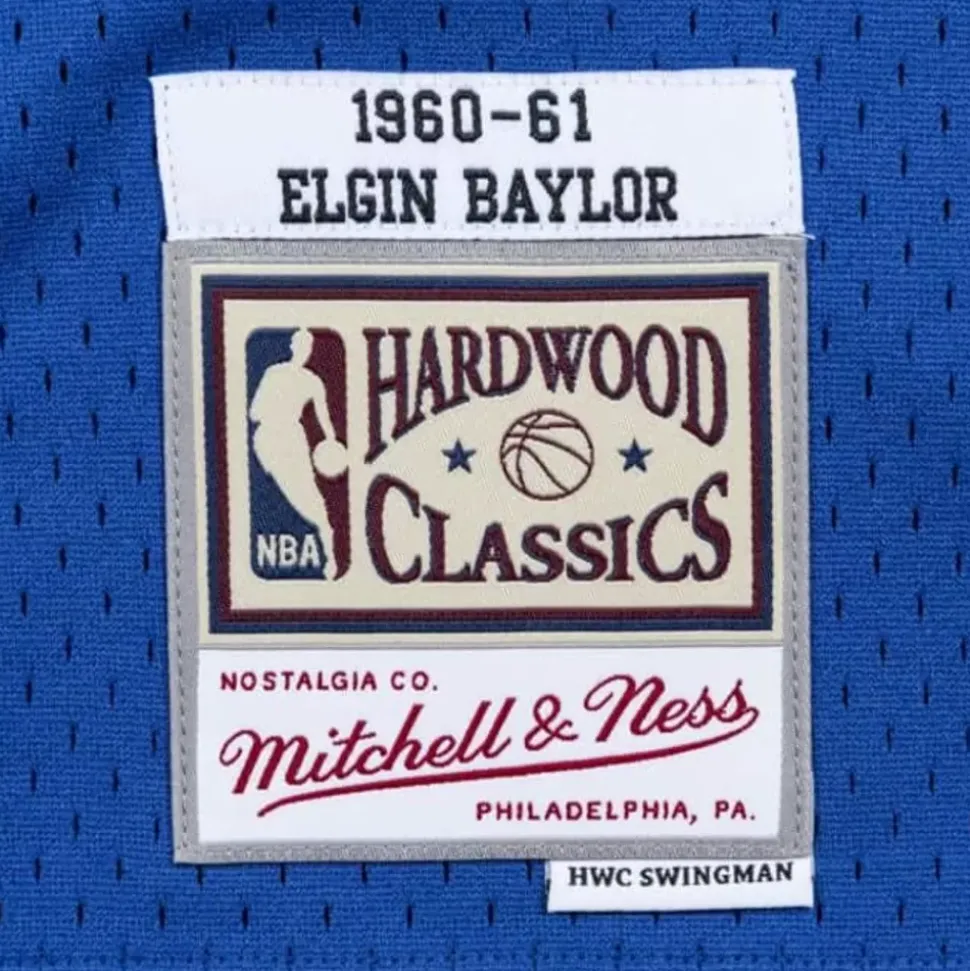 1960-61
ELGIN BAYLOR
HARDWOOD
CLASSICS
NBA
NOSTALGIA CO.
Mitchell & Ness
PHILADELPHIA, PA.
HWC SWINGMAN